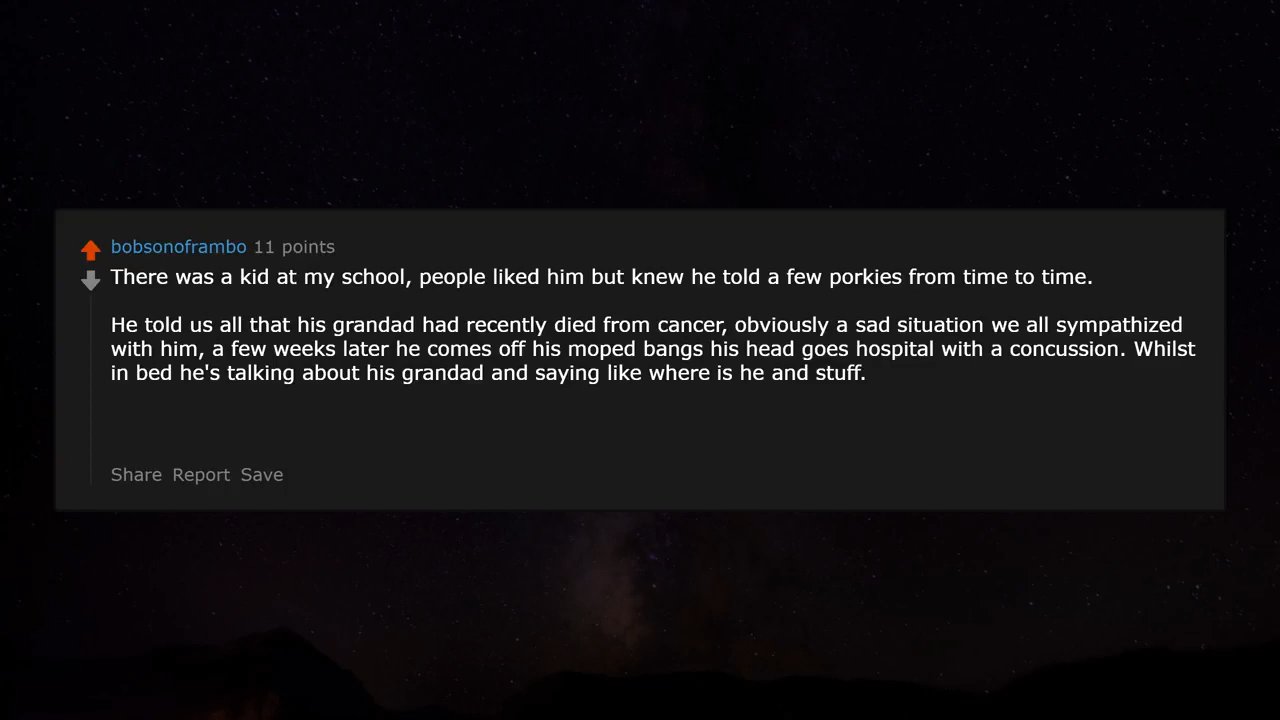 bobsonoframbo 11 points
There was a kid at my school, people liked him but knew he told a few porkies from time to time.
He told us all that his grandad had recently died from cancer, obviously a sad situation we all sympathized
with him, a few weeks later he comes off his moped bangs his head goes hospital with a concussion. Whilst
in bed he's talking about his grandad and saying like where is he and stuff.
Share Report Save